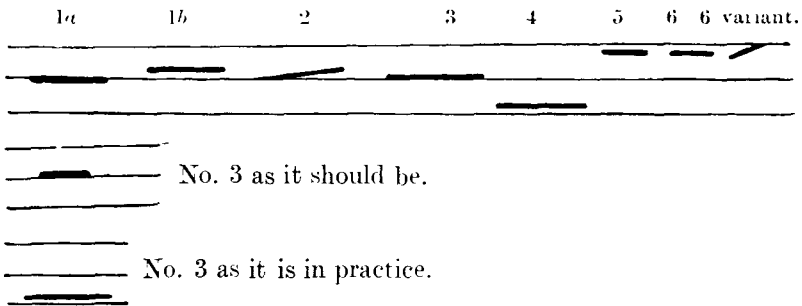 1a 1b 2 3 4 5 6 6 variant.
No. 3 as it should be.
No. 3 as it is in practice.